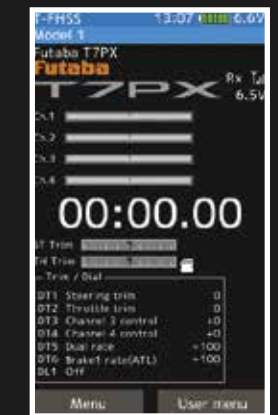 T-FHSS 13:07 6.6V
Model 1
Futaba T7PX
Futaba
T7PX
Rx
6.5V
Ch.1
Ch.2
Ch.3
Ch.4
00:00.00
ST Trim
TH Trim
Trim / Dial
DT1 Steering trim 0
DT2 Throttle trim 0
DT3 Channel 3 control +0
DT4 Channel 4 control +0
DT5 Dual race +100
DT6 Brake1 rate(ATL) +100
DL1 Off
Menu User menu